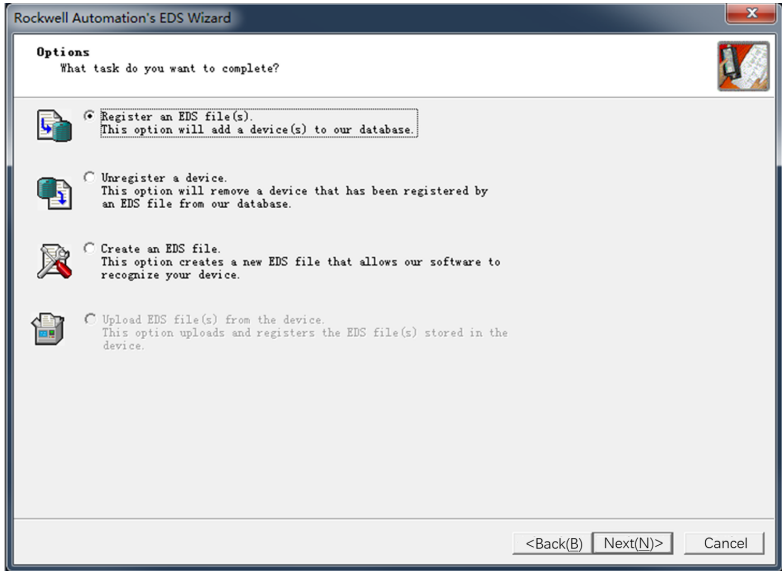 Rockwell Automation's EDS Wizard
Options
What task do you want to complete?
Register an EDS file(s).
This option will add a device(s) to our database.
Unregister a device.
This option will remove a device that has been registered by
an EDS file from our database.
Create an EDS file.
This option creates a new EDS file that allows our software to
recognize your device.
Upload EDS file(s) from the device.
This option uploads and registers the EDS file(s) stored in the
device.
<Back(B) Next(N)> Cancel